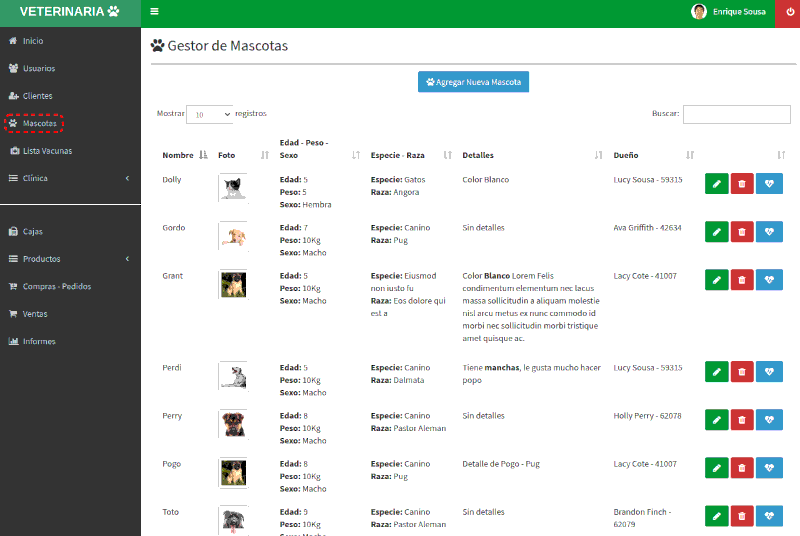 VETERINARIA
Enrique Sousa
Inicio
Usuarios
Clientes
Mascotas
Lista Vacunas
Clínica
Cajas
Productos
Compras - Pedidos
Ventas
Informes
Gestor de Mascotas
Agregar Nueva Mascota
Mostrar 10 registros
Buscar:
Nombre Foto Edad - Peso - Sexo Especie - Raza Detalles Dueño
Dolly
Edad: 5
Peso: 5
Sexo: Hembra
Especie: Gatos
Raza: Angora
Color Blanco
Lucy Sousa - 59315
Gordo
Edad: 7
Peso: 10Kg
Sexo: Macho
Especie: Canino
Raza: Pug
Sin detalles
Ava Griffith - 42634
Grant
Edad: 5
Peso: 10Kg
Sexo: Macho
Especie: Eiusmod
non iusto fu
Raza: Eos dolore qui
est a
Color Blanco Lorem Felis
condimentum elementum nec lacus
massa sollicitudin a aliquam molestie
nisl arcu metus ex nunc commodo id
morbi nec sollicitudin morbi tristique
amet quisque ac.
Lacy Cote - 41007
Perdi
Edad: 5
Peso: 10Kg
Sexo: Macho
Especie: Canino
Raza: Dalmata
Tiene manchas, le gusta mucho hacer
popo
Lucy Sousa - 59315
Perry
Edad: 8
Peso: 10Kg
Sexo: Macho
Especie: Canino
Raza: Pastor Aleman
Sin detalles
Holly Perry - 62078
Pogo
Edad: 8
Peso: 10Kg
Sexo: Macho
Especie: Canino
Raza: Pug
Detalle de Pogo - Pug
Lacy Cote - 41007
Toto
Edad: 9
Peso: 10Kg
Sexo: Macho
Especie: Canino
Raza: Pastor Aleman
Sin detalles
Brandon Finch -
62079